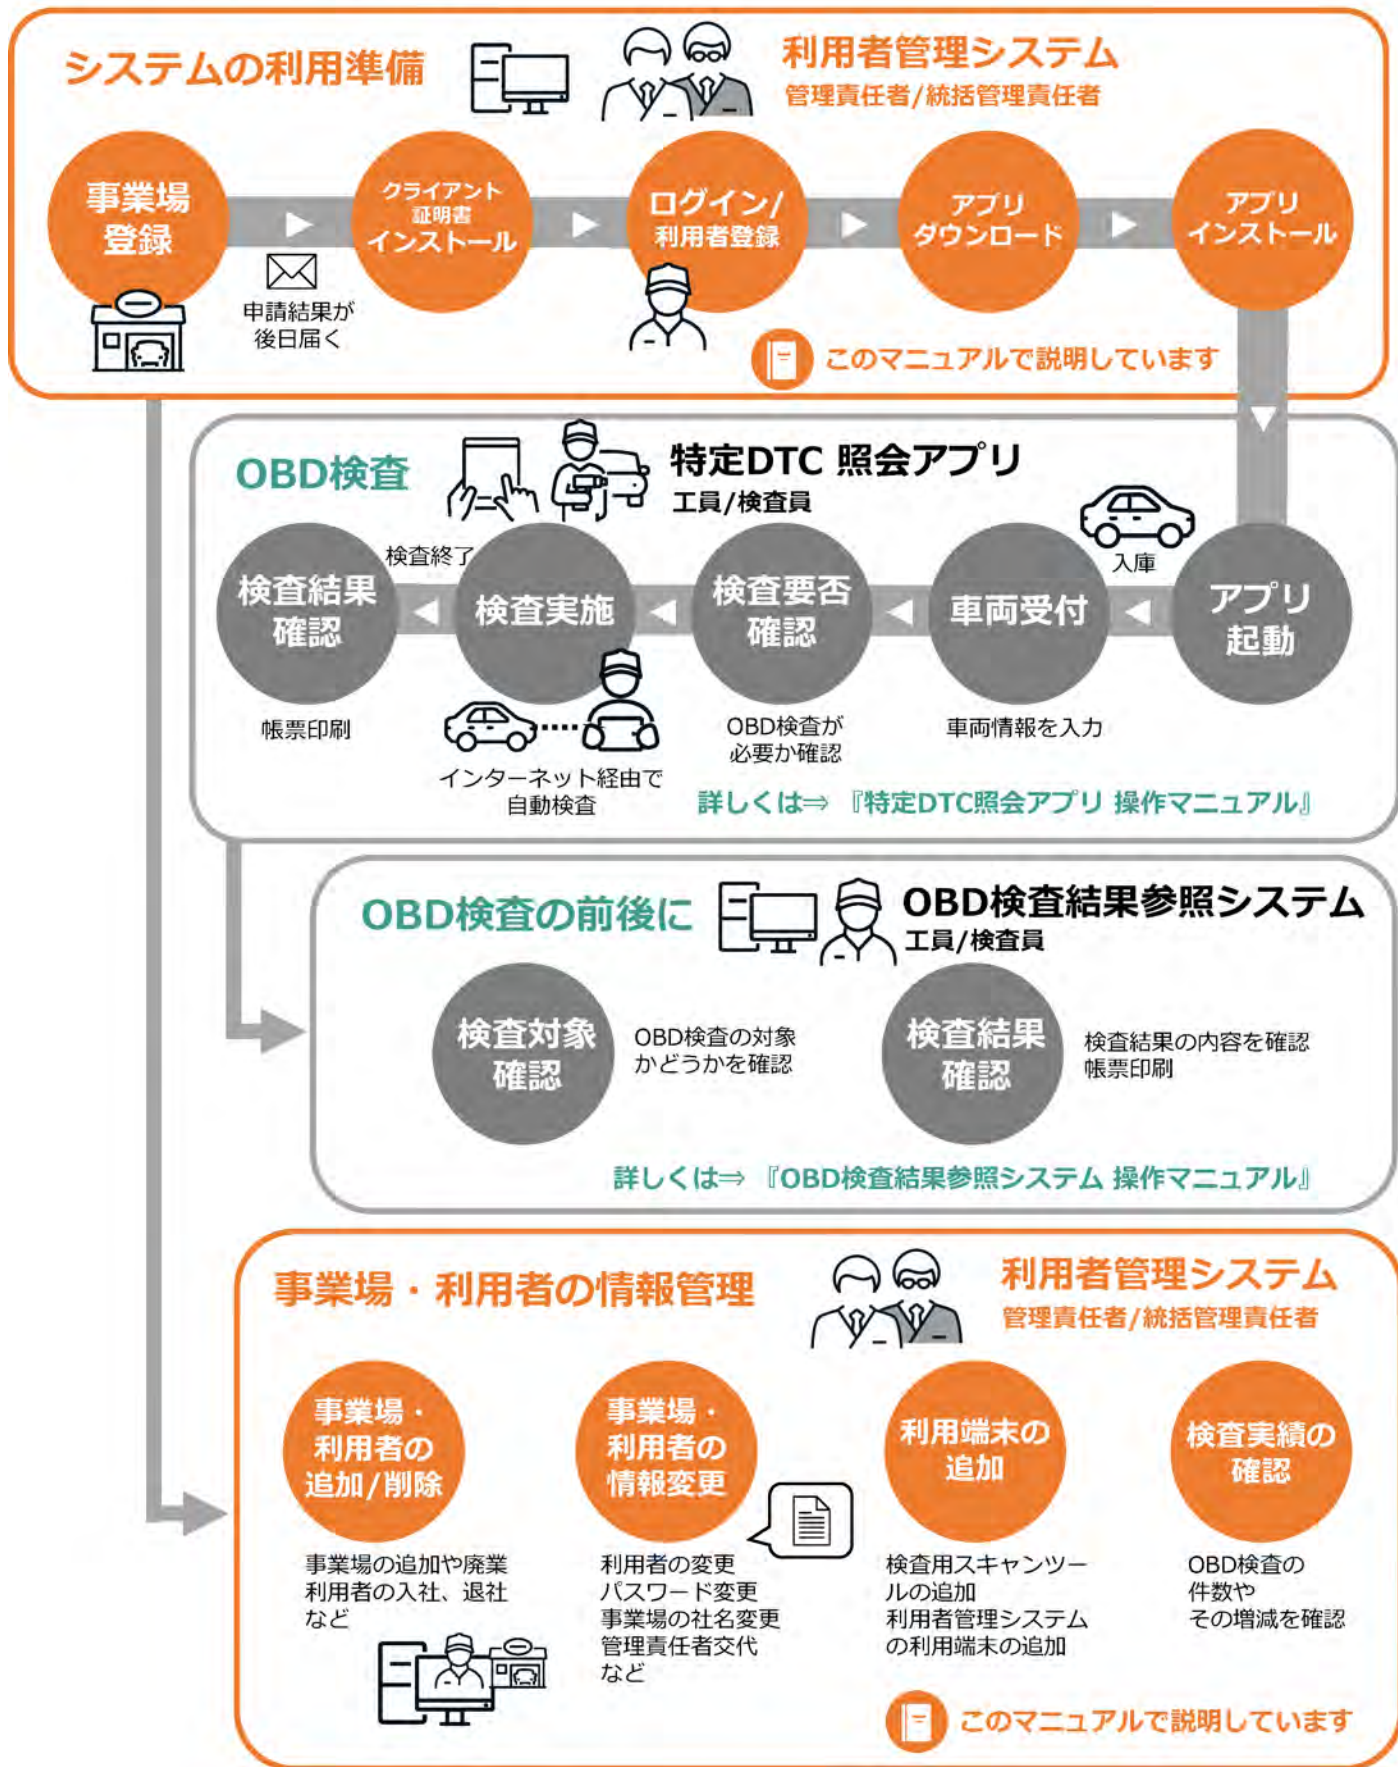 システムの利用準備
利用者管理システム
管理責任者/統括管理責任者
事業場
登録
クライアント
証明書
インストール
ログイン/
利用者登録
アプリ
ダウンロード
アプリ
インストール
申請結果が
後日届く
このマニュアルで説明しています
OBD検査
特定DTC 照会アプリ
工員/検査員
入庫
アプリ
起動
車両受付
車両情報を入力
検査要否
確認
OBD検査が
必要か確認
検査実施
インターネット経由で
自動検査
検査終了
検査結果
確認
帳票印刷
詳しくは⇒ 『特定DTC照会アプリ 操作マニュアル』
OBD検査の前後に
OBD検査結果参照システム
工員/検査員
検査対象
確認
OBD検査の対象
かどうかを確認
検査結果
確認
検査結果の内容を確認
帳票印刷
詳しくは⇒ 『OBD検査結果参照システム 操作マニュアル』
事業場・利用者の情報管理
利用者管理システム
管理責任者/統括管理責任者
事業場・
利用者の
追加/削除
事業場の追加や廃業
利用者の入社、退社
など
事業場・
利用者の
情報変更
利用者の変更
パスワード変更
事業場の社名変更
管理責任者交代
など
利用端末の
追加
検査用スキャンツー
ルの追加
利用者管理システム
の利用端末の追加
検査実績の
確認
OBD検査の
件数や
その増減を確認
このマニュアルで説明しています